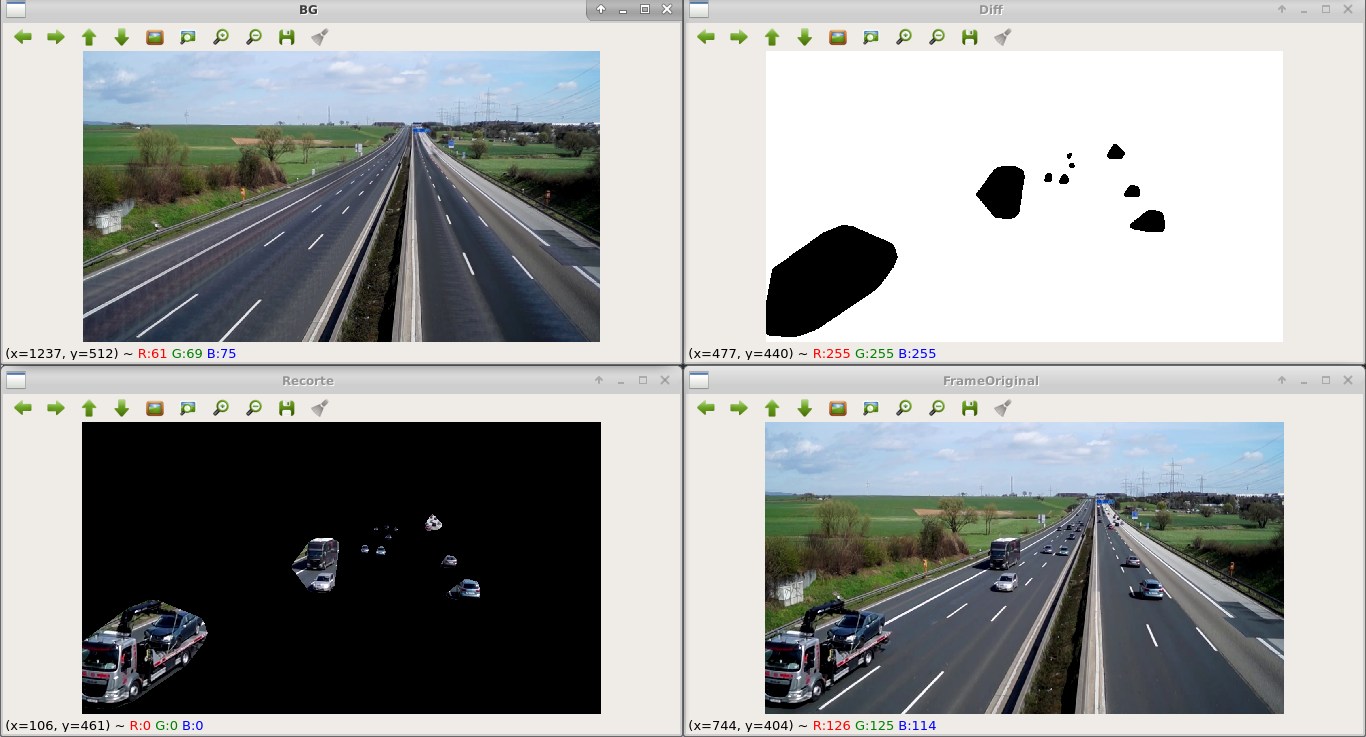 BG
(x=1237, y=512) ~ R:61 G:69 B:75
Diff
(x=477, y=440) ~ R:255 G:255 B:255
Recorte
(x=106, y=461) ~ R:0 G:0 B:0
FrameOriginal
(x=744, y=404) ~ R:126 G:125 B:114